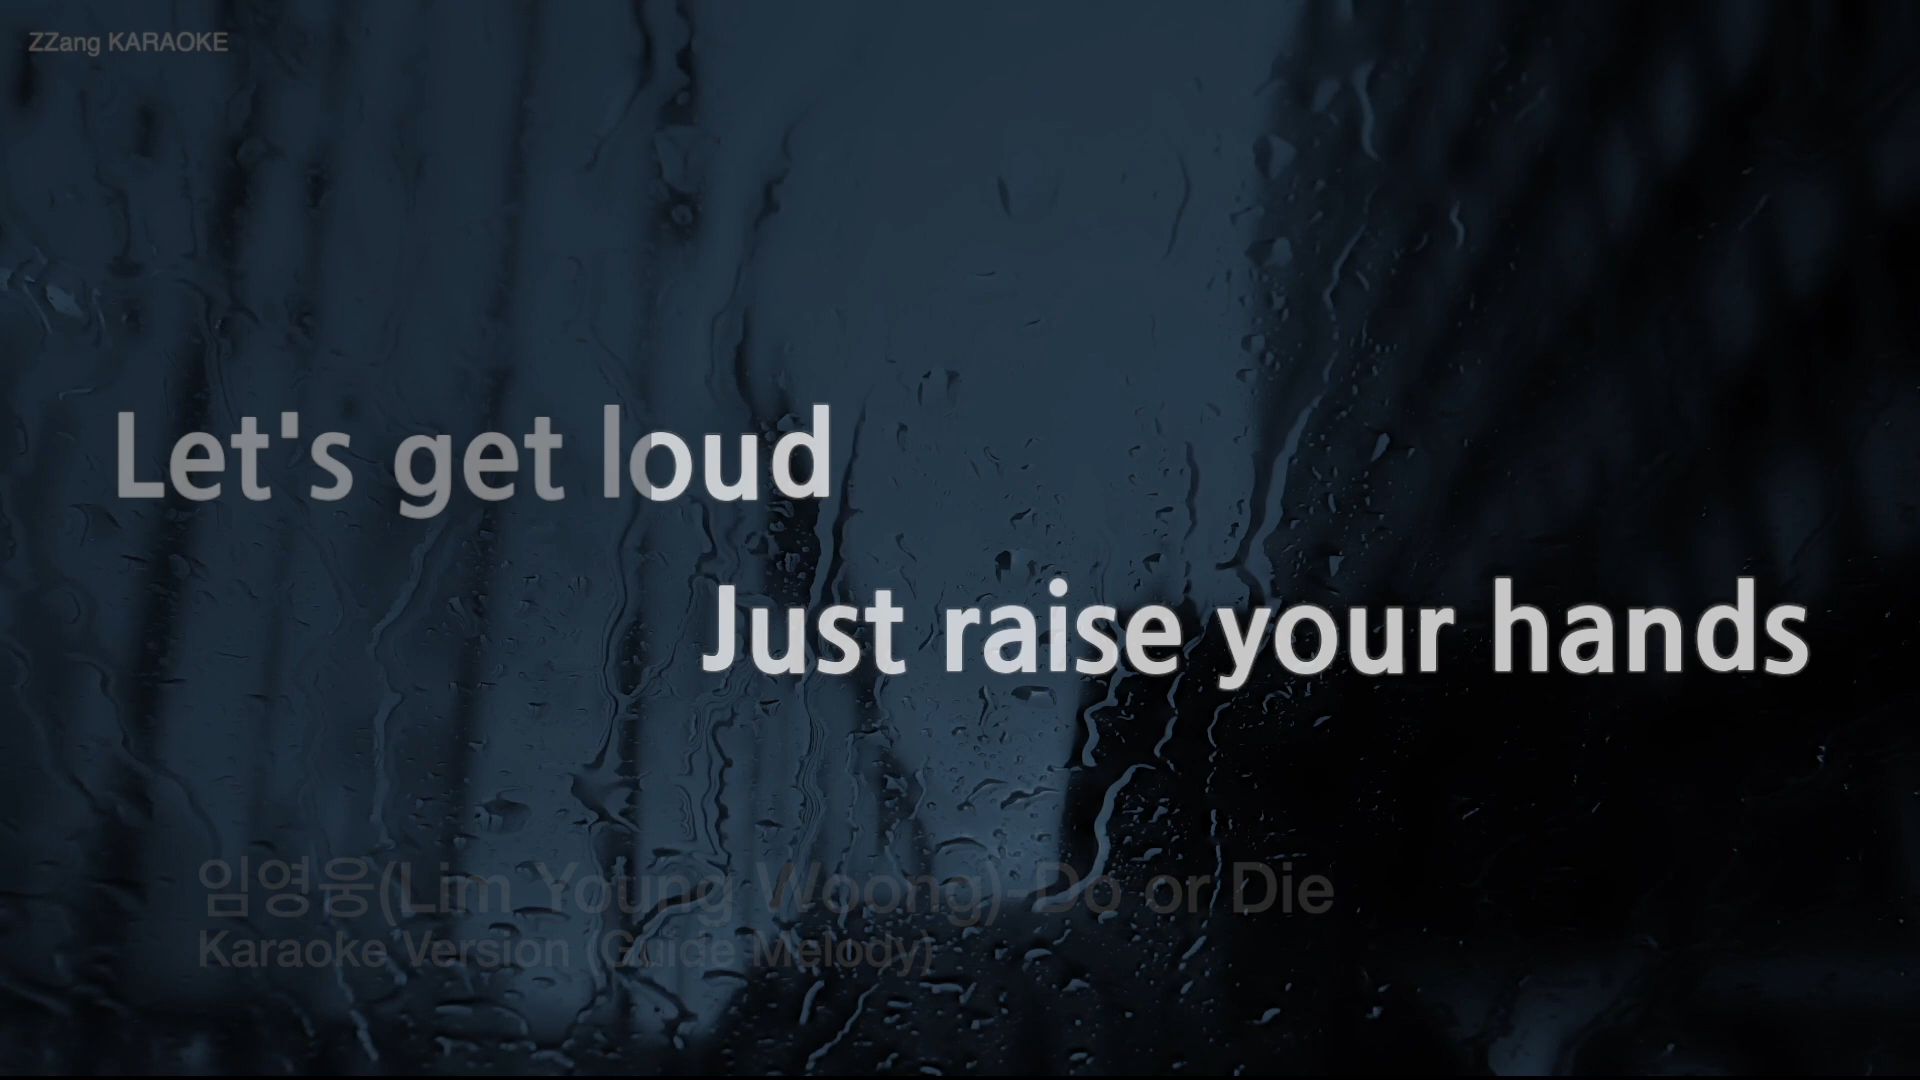 ZZang KARAOKE
Let's get loud
Just raise your hands
임영웅(Lim Young Woong)-Do or Die
Karaoke Version (Guide Melody)